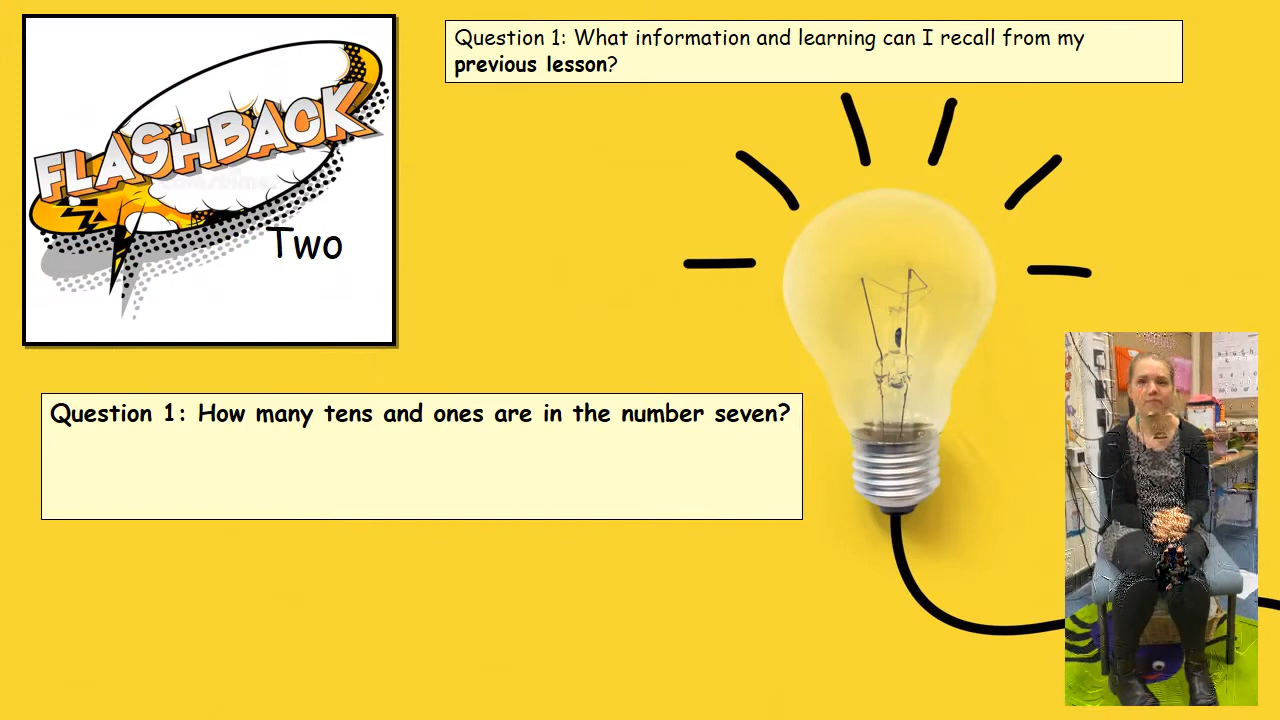 FLASHBACK
Two
Question 1: What information and learning can I recall from my
previous lesson?
Question 1: How many tens and ones are in the number seven?